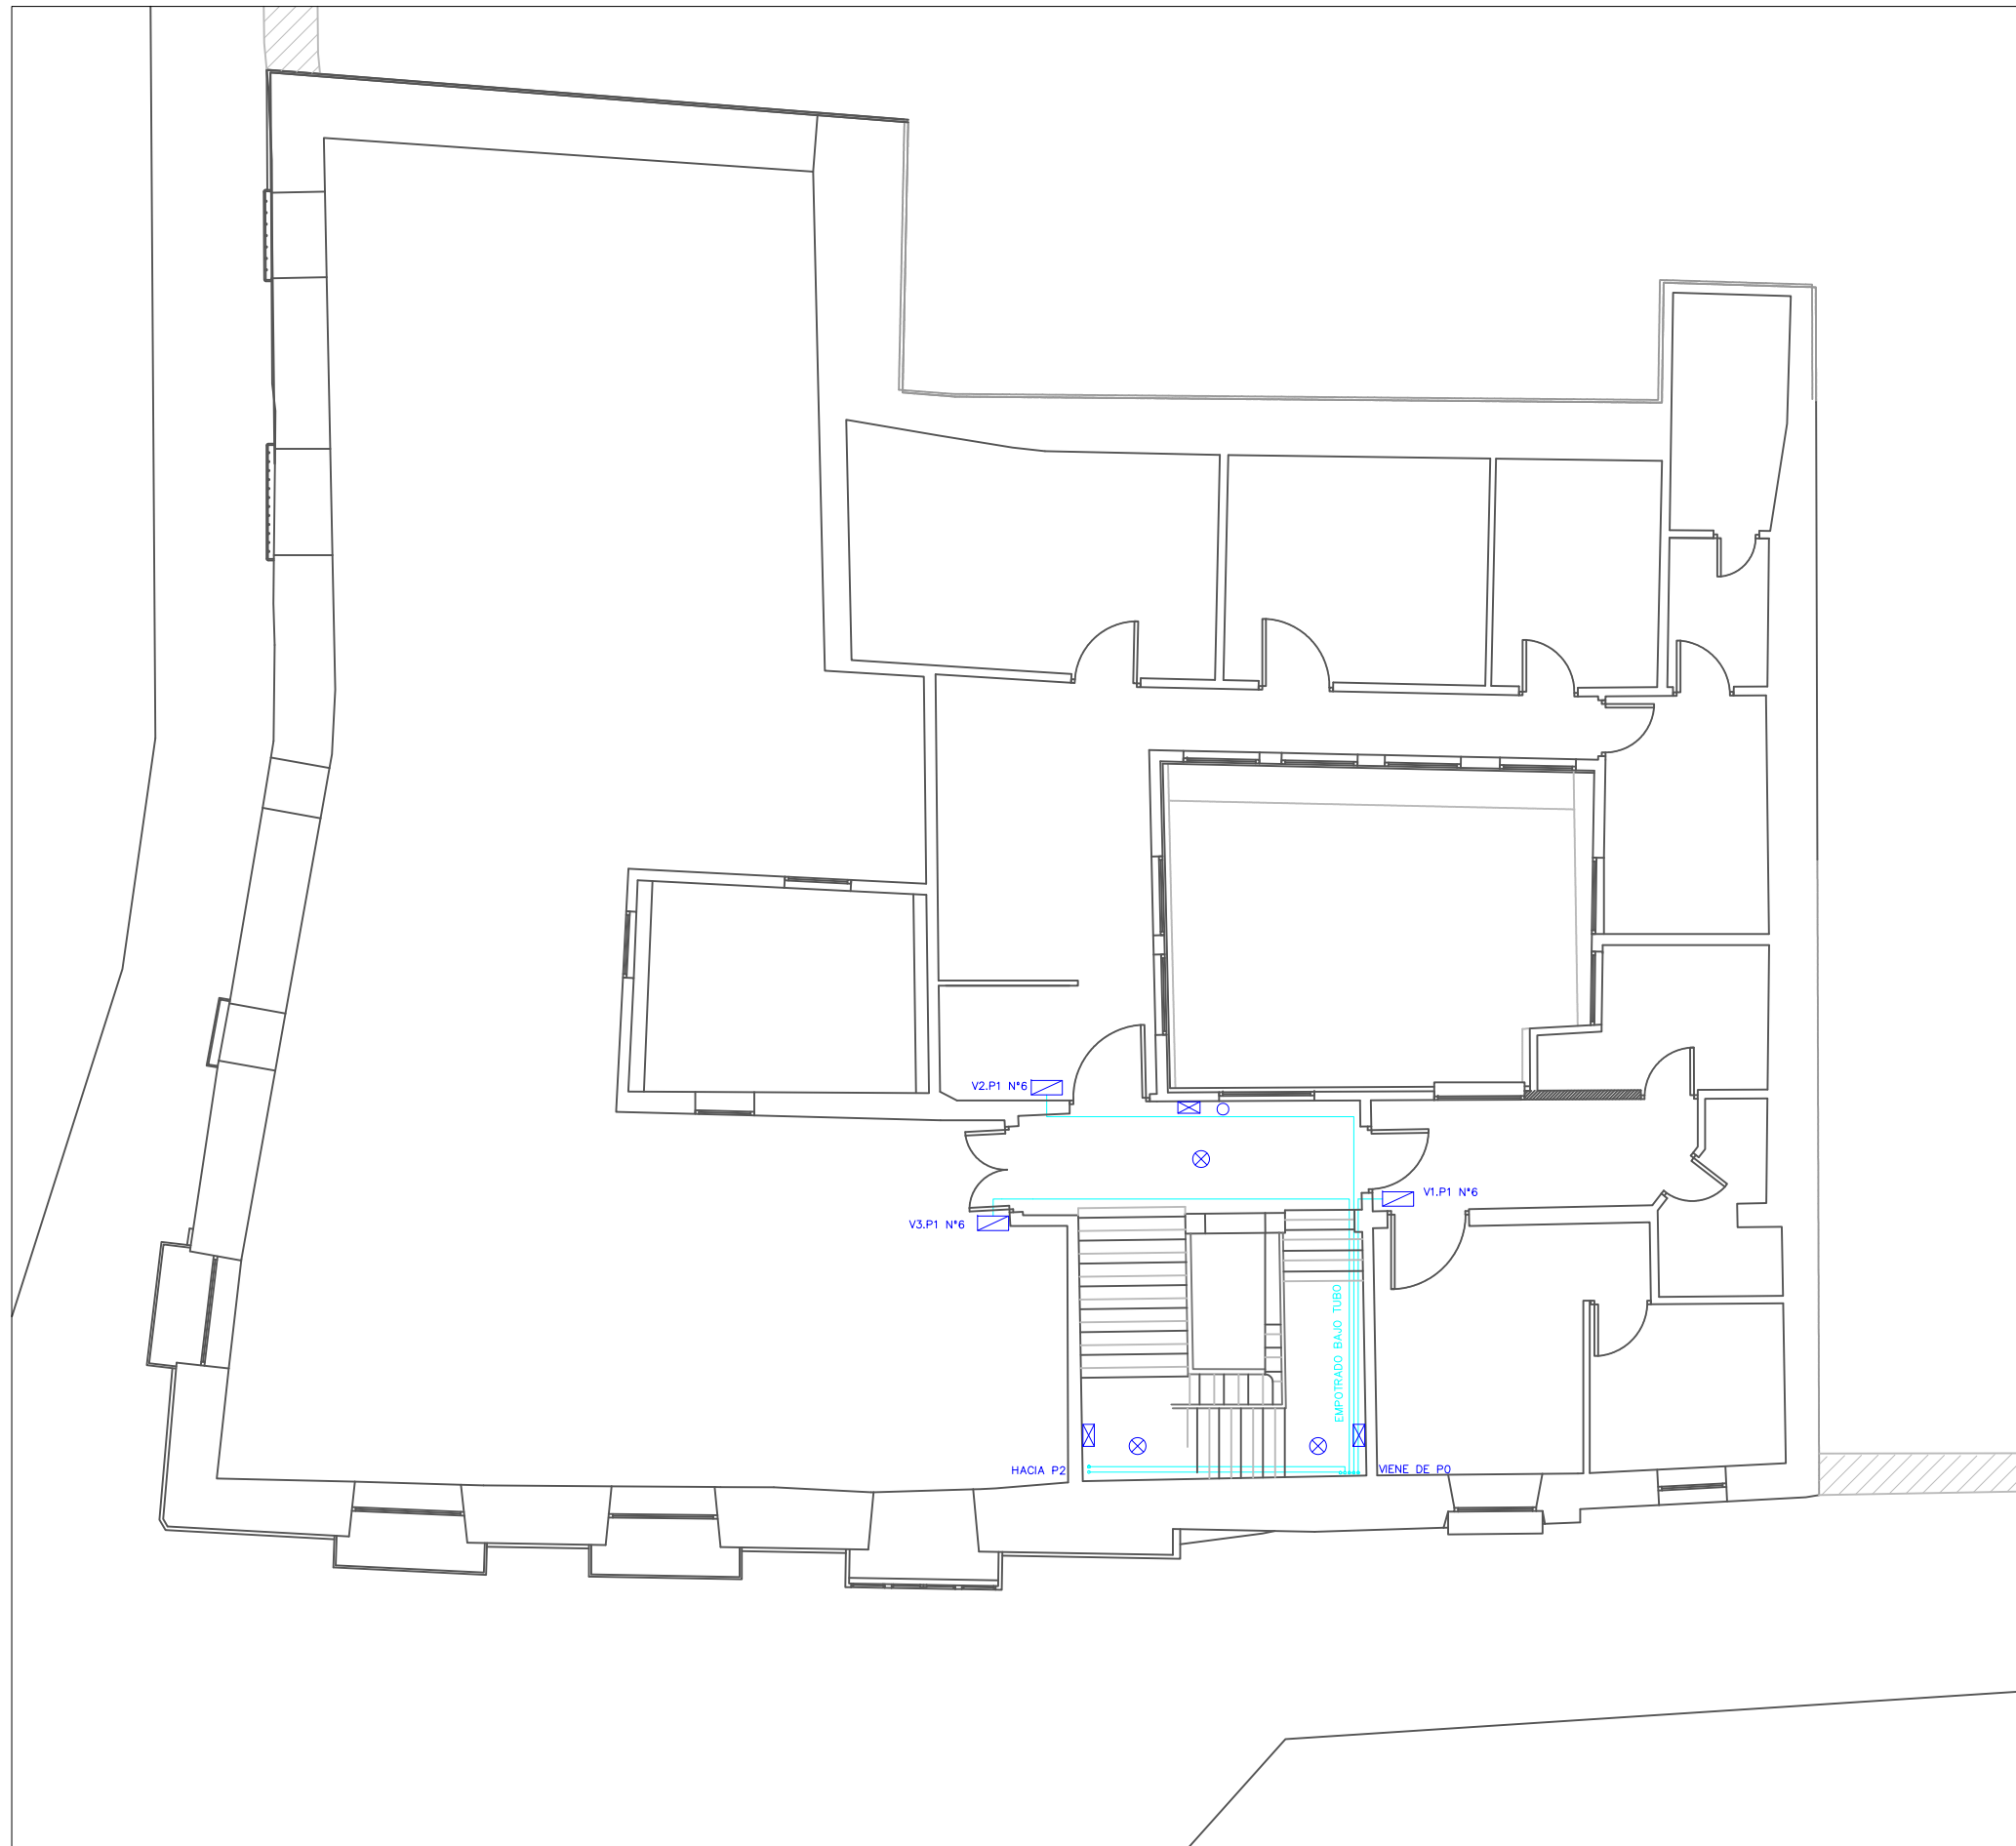 V2.P1 Nº6
V1.P1 Nº6
V3.P1 Nº6
EMPOTRADO BAJO TUBO
HACIA P2
VIENE DE P0